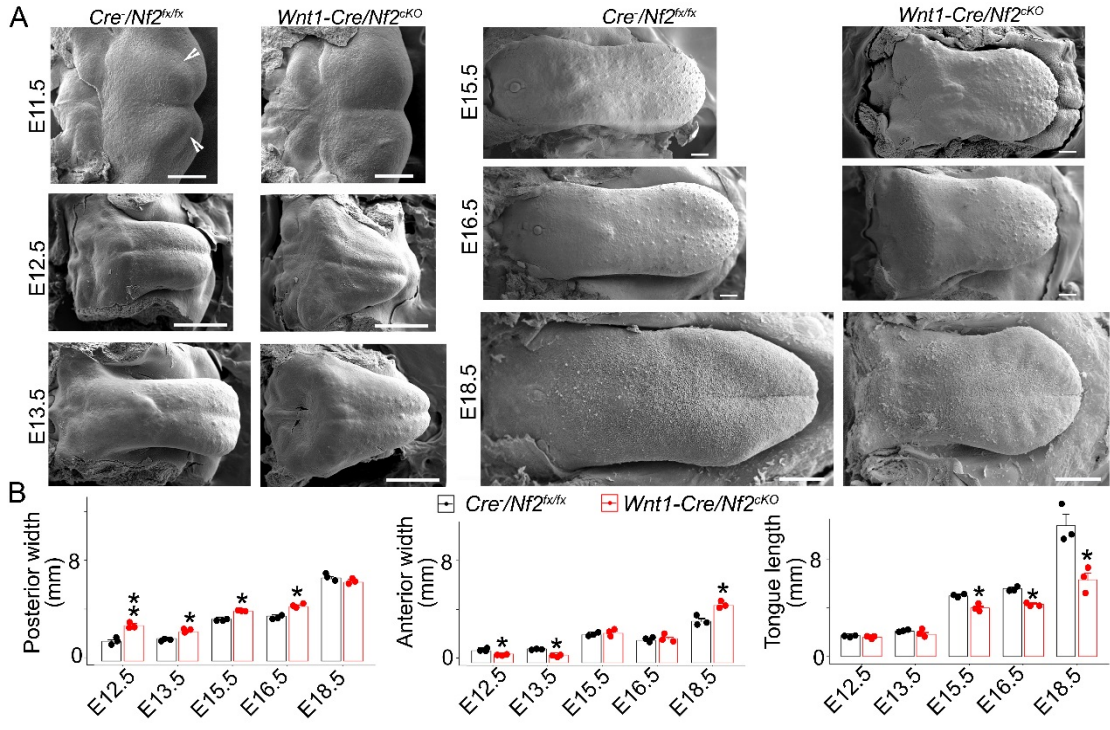 A
Cre⁻/Nf2ᶠˣ/ᶠˣ
Wnt1-Cre/Nf2ᶜᴷᴼ
Cre⁻/Nf2ᶠˣ/ᶠˣ
Wnt1-Cre/Nf2ᶜᴷᴼ
E11.5
E12.5
E13.5
E15.5
E16.5
E18.5
B
Cre⁻/Nf2ᶠˣ/ᶠˣ
Wnt1-Cre/Nf2ᶜᴷᴼ
Posterior width
(mm)
8
0
*
*
*
*
*
E12.5
E13.5
E15.5
E16.5
E18.5
Anterior width
(mm)
8
0
*
*
*
E12.5
E13.5
E15.5
E16.5
E18.5
Tongue length
(mm)
8
0
*
*
*
E12.5
E13.5
E15.5
E16.5
E18.5